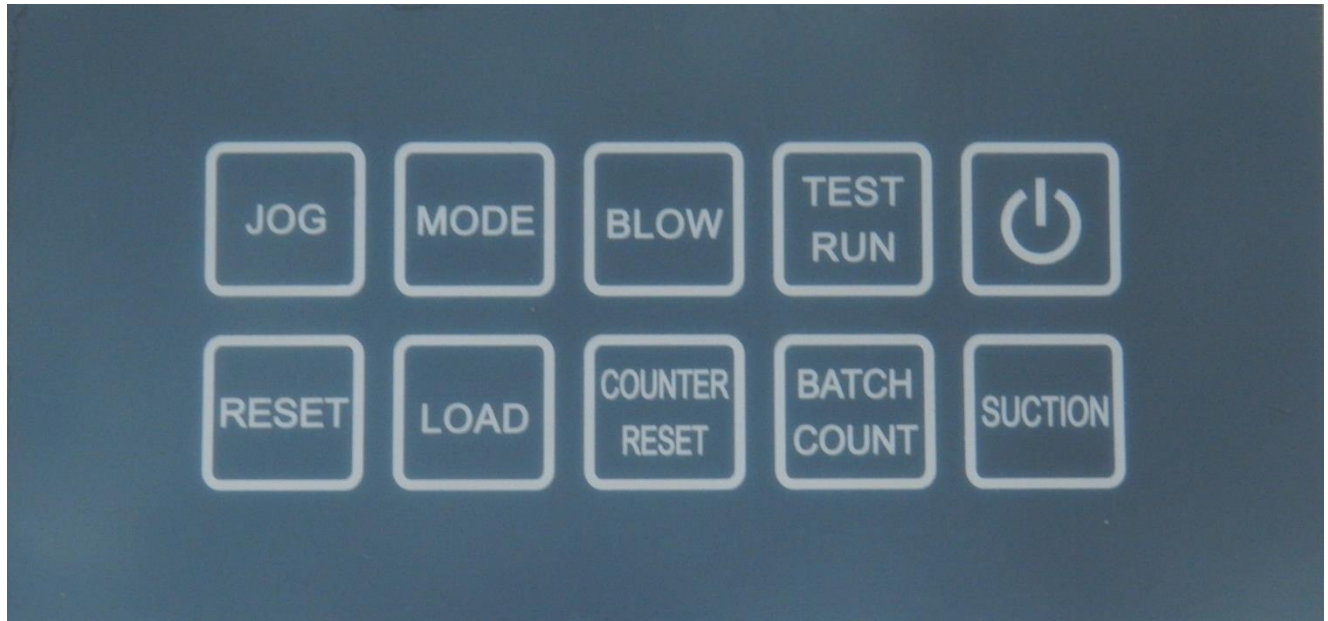 JOG
MODE
BLOW
TEST
RUN
RESET
LOAD
COUNTER
RESET
BATCH
COUNT
SUCTION